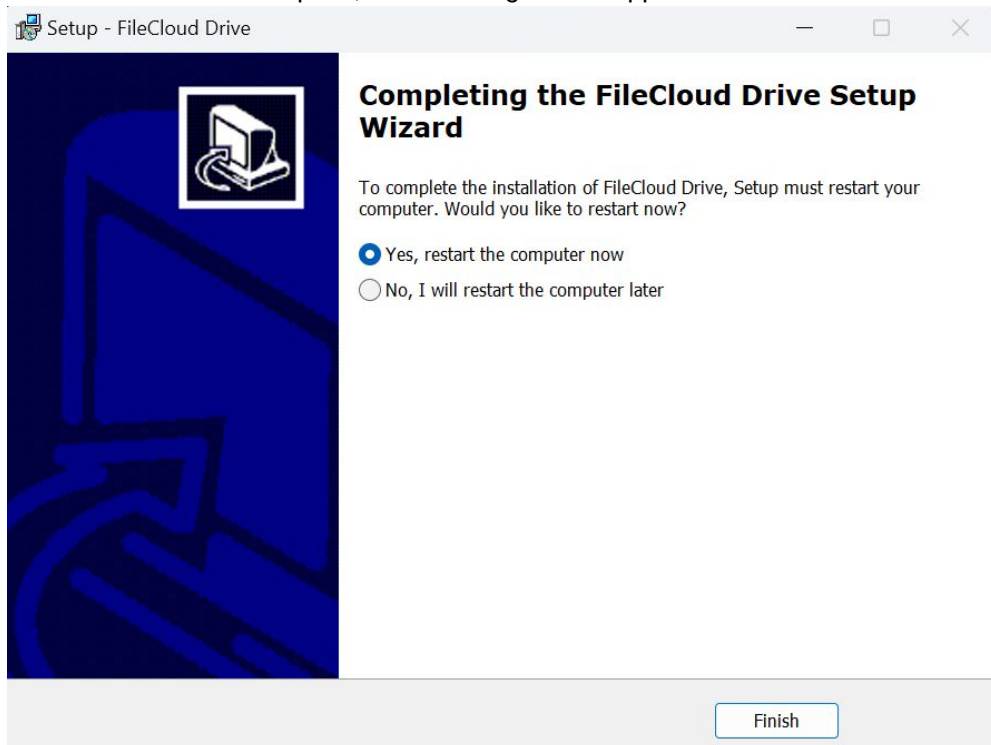 Setup - FileCloud Drive
Completing the FileCloud Drive Setup
Wizard
To complete the installation of FileCloud Drive, Setup must restart your
computer. Would you like to restart now?
Yes, restart the computer now
No, I will restart the computer later
Finish